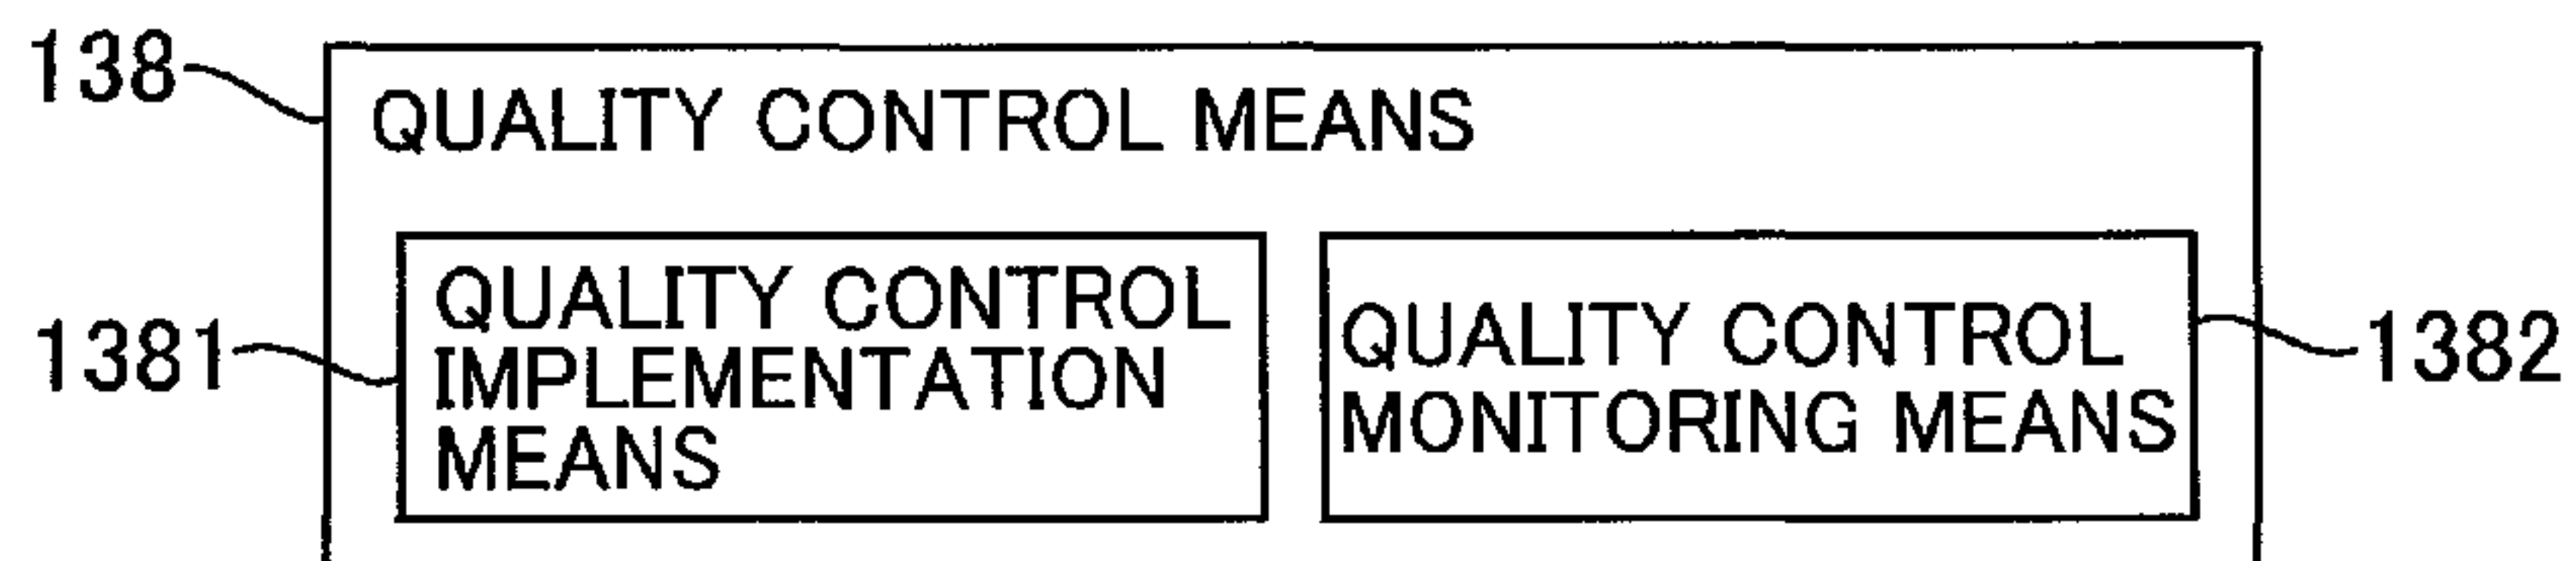 138
QUALITY CONTROL MEANS
1381
QUALITY CONTROL
IMPLEMENTATION
MEANS
QUALITY CONTROL
MONITORING MEANS
1382